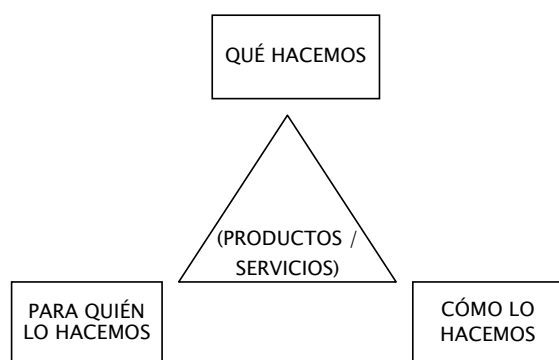 QUÉ HACEMOS
(PRODUCTOS /
SERVICIOS)
PARA QUIÉN
LO HACEMOS
CÓMO LO
HACEMOS